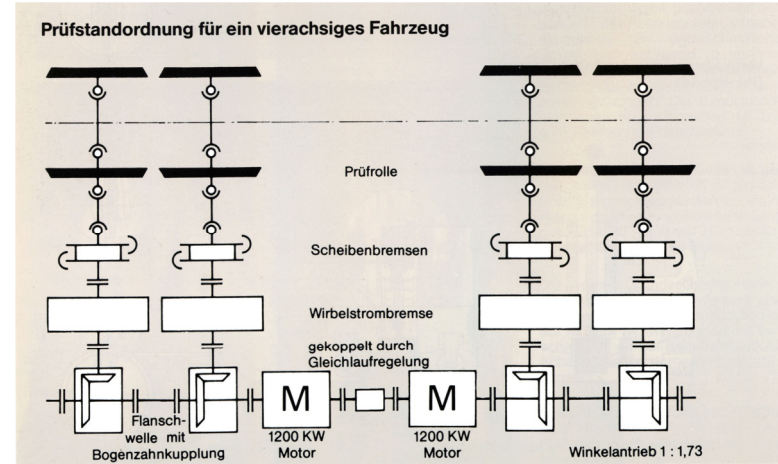 Prüfstandordnung für ein vierachsiges Fahrzeug
Prüfrolle
Scheibenbremsen
Wirbelstrombremse
gekoppelt durch
Gleichlaufregelung
M
M
Flansch-
welle mit
Bogenzahnkupplung
1200 KW
Motor
1200 KW
Motor
Winkelantrieb 1 : 1,73